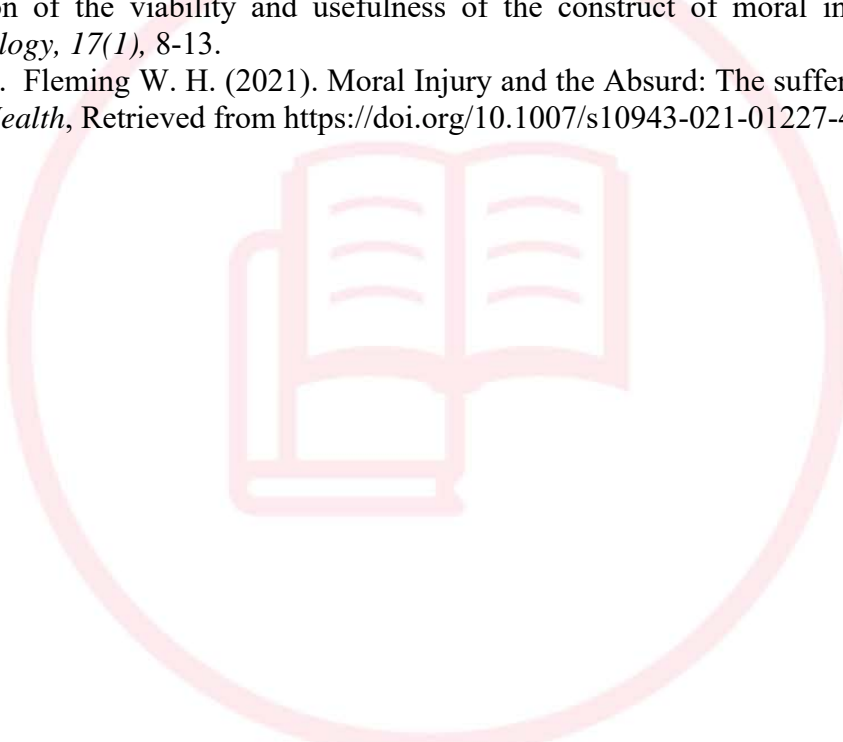 on of the viability and usefulness of the construct of moral in
logy, 17(1), 8-13.
. Fleming W. H. (2021). Moral Injury and the Absurd: The suffer
ealth, Retrieved from https://doi.org/10.1007/s10943-021-01227-4